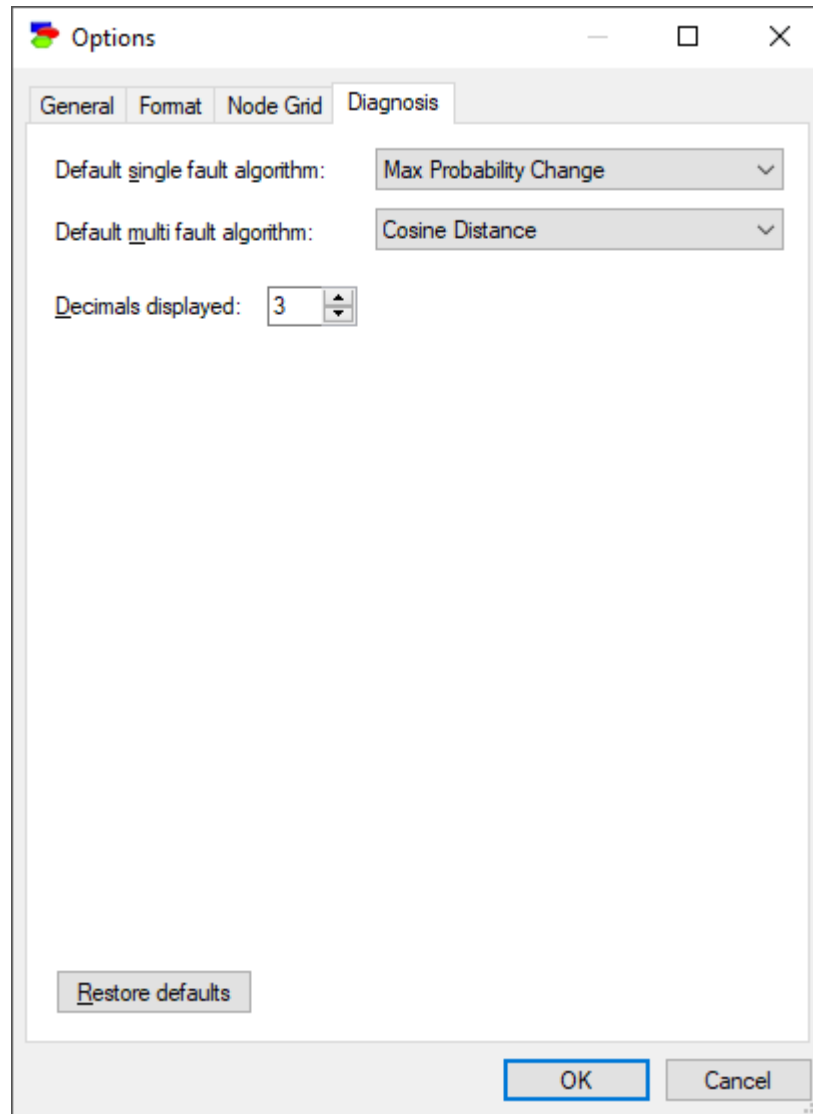 Options
General Format Node Grid Diagnosis
Default single fault algorithm: Max Probability Change
Default multi fault algorithm: Cosine Distance
Decimals displayed: 3
Restore defaults
OK Cancel